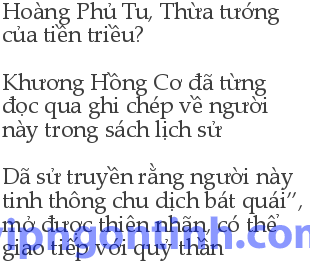 Hoàng Phủ Tu, Thừa tướng
của tiền triều?
Khương Hồng Cơ đã từng
đọc qua ghi chép về người
này trong sách lịch sử
Dã sử truyền rằng người này
tinh thông chu dịch bát quái”,
mở được thiên nhãn, có thể
giao tiếp với quỷ thần
vipngontinh.com